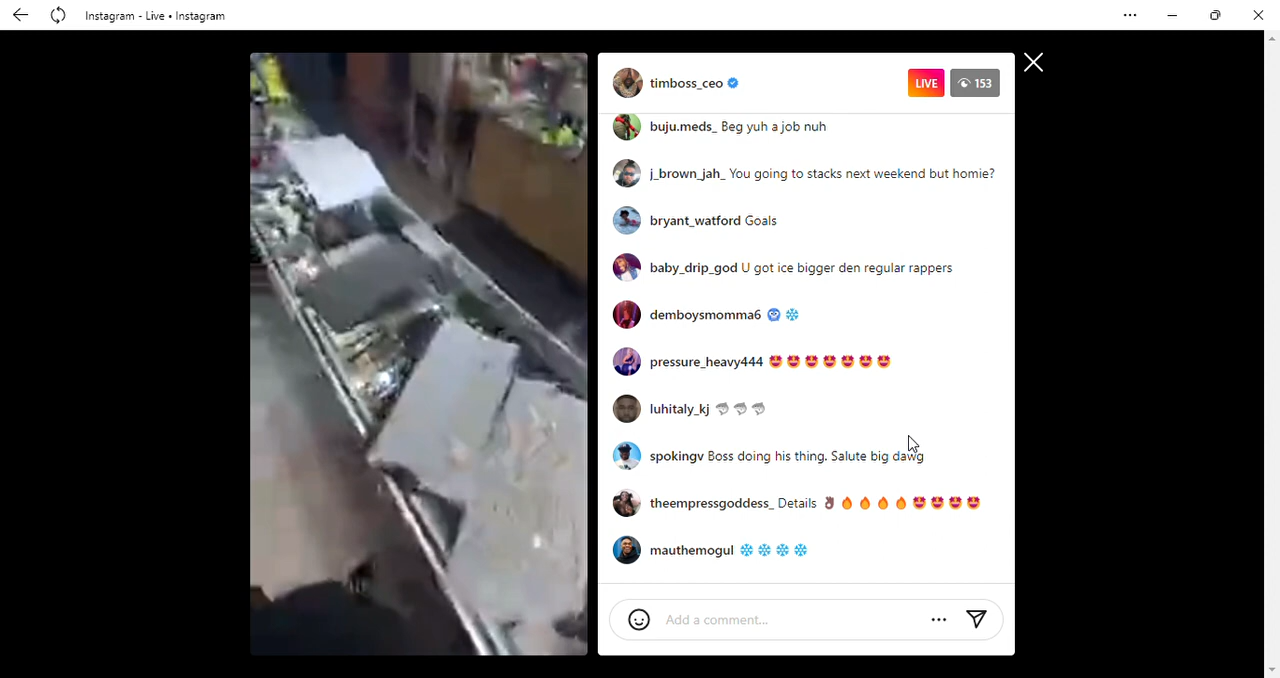 Instagram - Live • Instagram
timboss_ceo
LIVE
153
buju.meds_ Beg yuh a job nuh
j_brown_jah_ You going to stacks next weekend but homie?
bryant_watford Goals
baby_drip_god U got ice bigger den regular rappers
demboysmomma6 🥶 ❄️
pressure_heavy444 🤩🤩🤩🤩🤩🤩🤩
luhitaly_kj 🦈🦈🦈
spokingv Boss doing his thing. Salute big dawg
theempressgoddess_ Details 👌🏾🔥🔥🔥🔥🤩🤩🤩🤩
mauthemogul ❄️❄️❄️❄️
Add a comment...